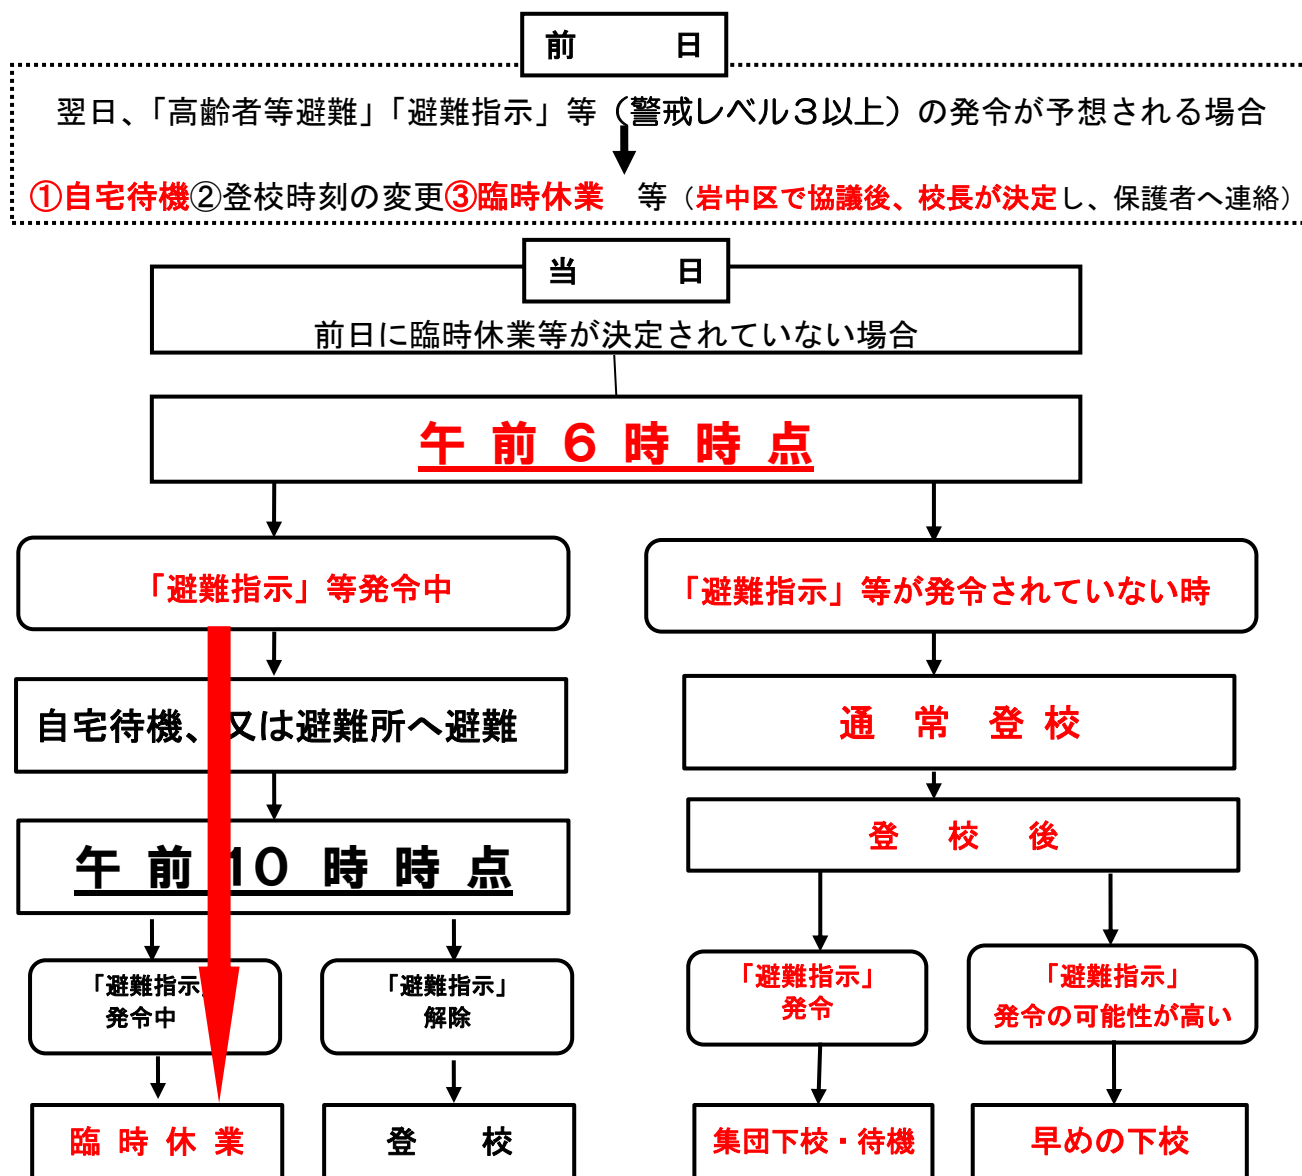 前　　　日
翌日、「高齢者等避難」「避難指示」等（警戒レベル３以上）の発令が予想される場合
①自宅待機②登校時刻の変更③臨時休業　等（岩中区で協議後、校長が決定し、保護者へ連絡）
当　　　日
前日に臨時休業等が決定されていない場合
午 前 ６ 時 時 点
「避難指示」等発令中
「避難指示」等が発令されていない時
自宅待機、又は避難所へ避難
通　常　登 校
午 前 10 時 時 点
登　校　後
「避難指示」
発令中
「避難指示」
解除
「避難指示」
発令
「避難指示」
発令の可能性が高い
臨 時 休 業
登　　校
集団下校・待機
早めの下校